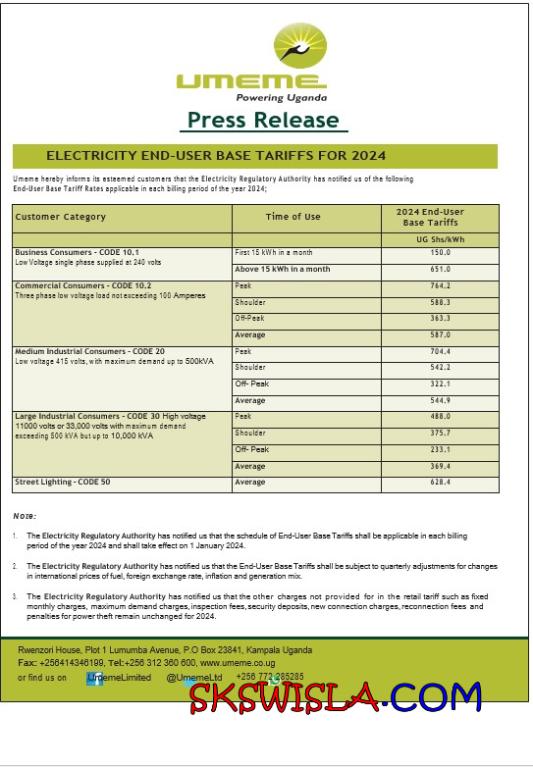 UMEME
Powering Uganda
Press Release
ELECTRICITY END-USER BASE TARIFFS FOR 2024
Umeme hereby informs its esteemed customers that the Electricity Regulatory Authority has notified us of the following
End-User Base Tariff Rates applicable in each billing period of the year 2024;
Customer Category Time of Use 2024 End-User
Base Tariffs
UG Shs/kWh
Business Consumers - CODE 10.1 First 15 kWh in a month 150.0
Low Voltage single phase supplied at 240 volts
Above 15 kWh in a month 651.0
Commercial Consumers - CODE 10.2 Peak 764.2
Three phase low voltage load not exceeding 100 Amperes
Shoulder 588.3
Off-Peak 363.3
Average 587.0
Medium Industrial Consumers - CODE 20 Peak 704.4
Low voltage 415 volts, with maximum demand up to 500kVA
Shoulder 542.2
Off- Peak 322.1
Average 544.9
Large Industrial Consumers - CODE 30 High voltage Peak 488.0
11000 volts or 33,000 volts with maximum demand
exceeding 500 kVA but up to 10,000 kVA Shoulder 375.7
Off- Peak 233.1
Average 369.4
Street Lighting - CODE 50 Average 628.4
Note:
1. The Electricity Regulatory Authority has notified us that the schedule of End-User Base Tariffs shall be applicable in each billing
period of the year 2024 and shall take effect on 1 January 2024.
2. The Electricity Regulatory Authority has notified us that the End-User Base Tariffs shall be subject to quarterly adjustments for changes
in international prices of fuel, foreign exchange rate, inflation and generation mix.
3. The Electricity Regulatory Authority has notified us that the other charges not provided for in the retail tariff such as fixed
monthly charges, maximum demand charges, inspection fees, security deposits, new connection charges, reconnection fees and
penalties for power theft remain unchanged for 2024.
Rwenzori House, Plot 1 Lumumba Avenue, P.O Box 23841, Kampala Uganda
Fax: +256414346199, Tel:+256 312 360 600, www.umeme.co.ug
or find us on UmemeLimited @UmemeLtd +256 772 285285
SKSWISLA.COM